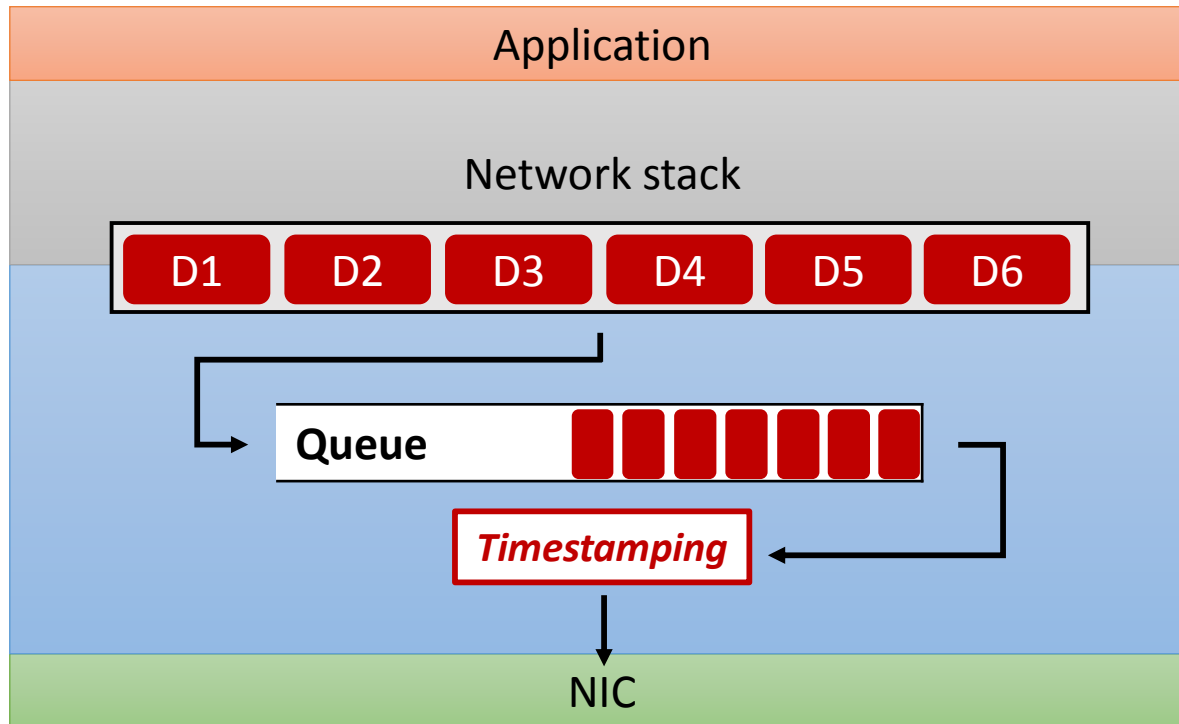 Application
Network stack
D1 D2 D3 D4 D5 D6
Queue
Timestamping
NIC